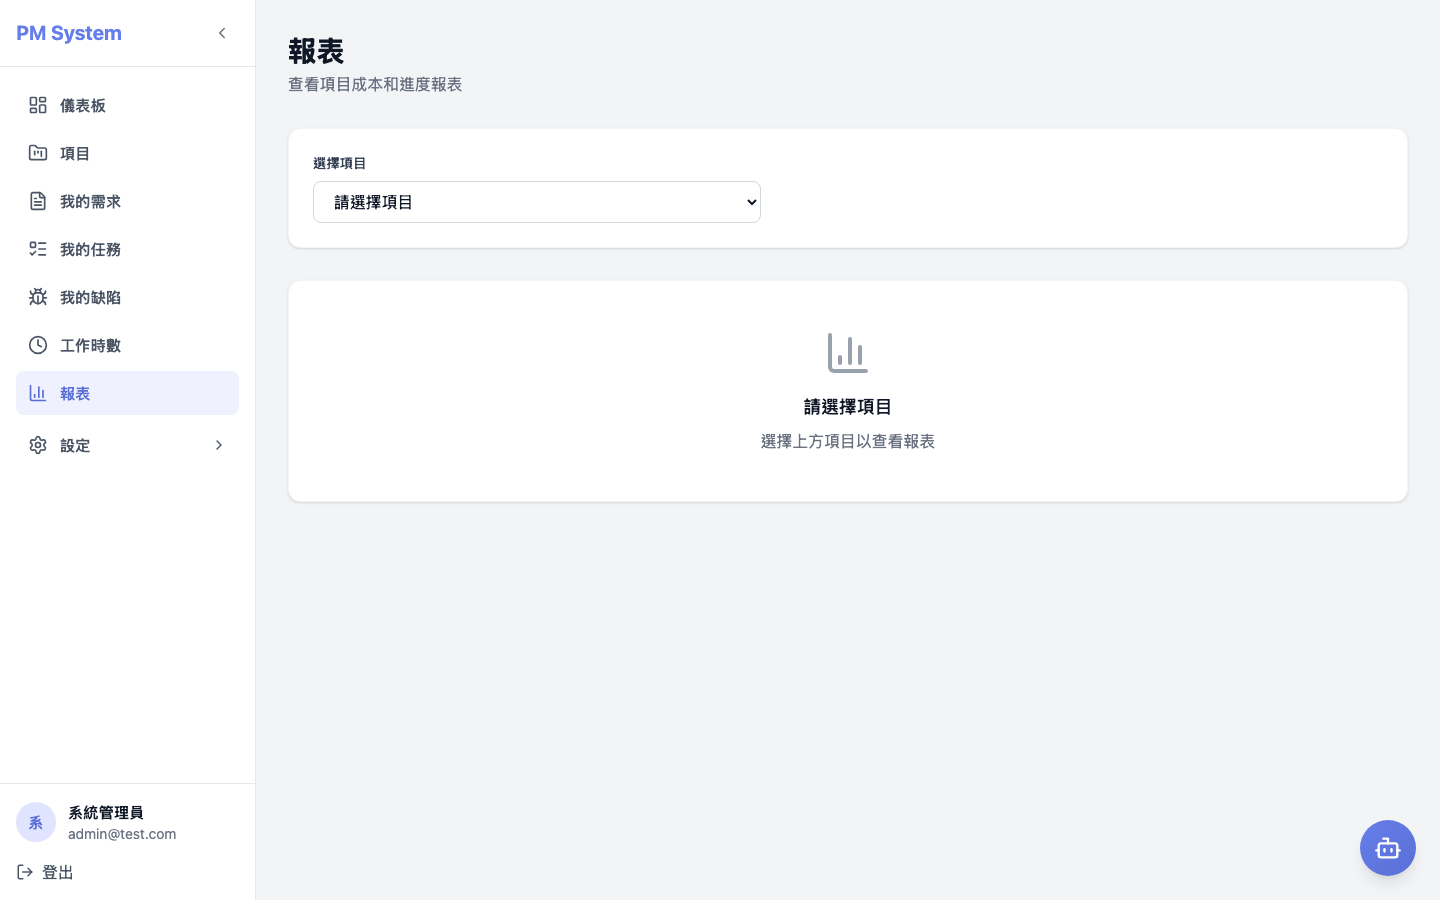 PM System
儀表板
項目
我的需求
我的任務
我的缺陷
工作時數
報表
設定
系
系統管理員
admin@test.com
登出
報表
查看項目成本和進度報表
選擇項目
請選擇項目
請選擇項目
選擇上方項目以查看報表